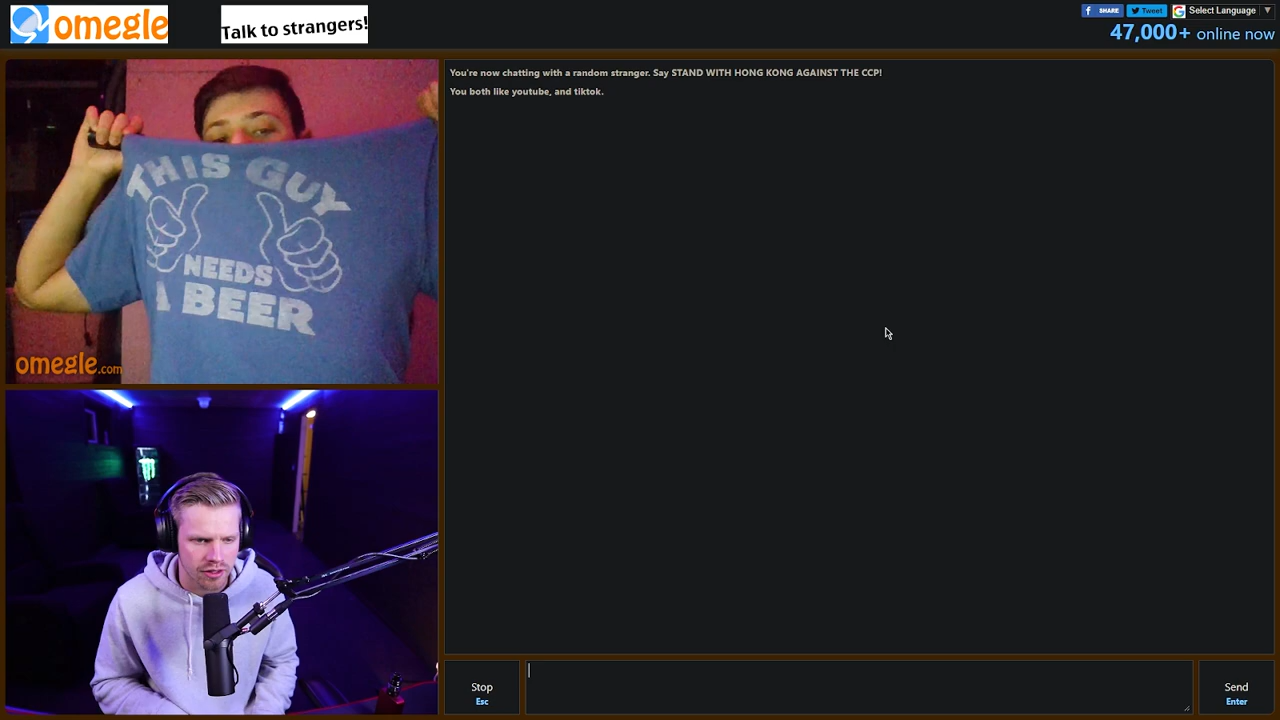 omegle
Talk to strangers!
SHARE
Tweet
Select Language ▼
47,000+ online now
You're now chatting with a random stranger. Say STAND WITH HONG KONG AGAINST THE CCP!
You both like youtube, and tiktok.
THIS GUY
NEEDS
A BEER
omegle.com
Stop
Esc
Send
Enter